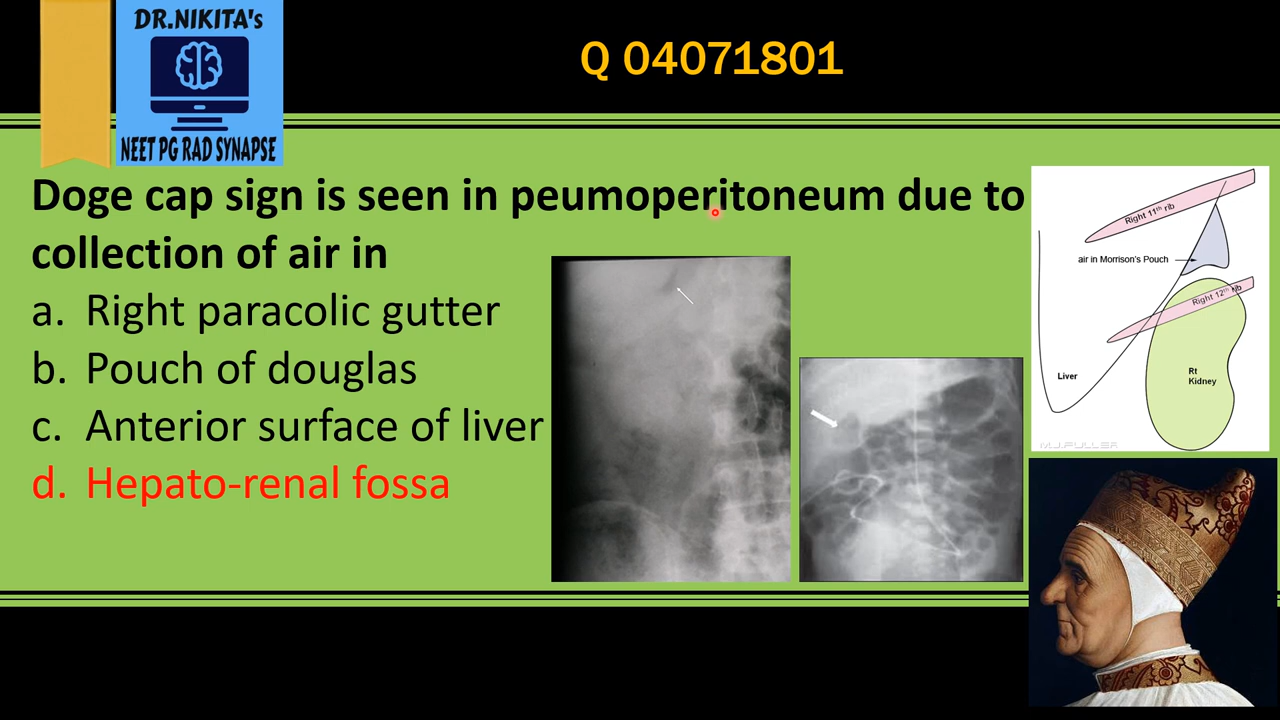 DR.NIKITA's
NEET PG RAD SYNAPSE
Q 04071801
Doge cap sign is seen in peumoperitoneum due to
collection of air in
a. Right paracolic gutter
b. Pouch of douglas
c. Anterior surface of liver
d. Hepato-renal fossa
Right 11th rib
air in Morrison's Pouch
Right 12th rib
Liver
Rt
Kidney
M.J.FULLER